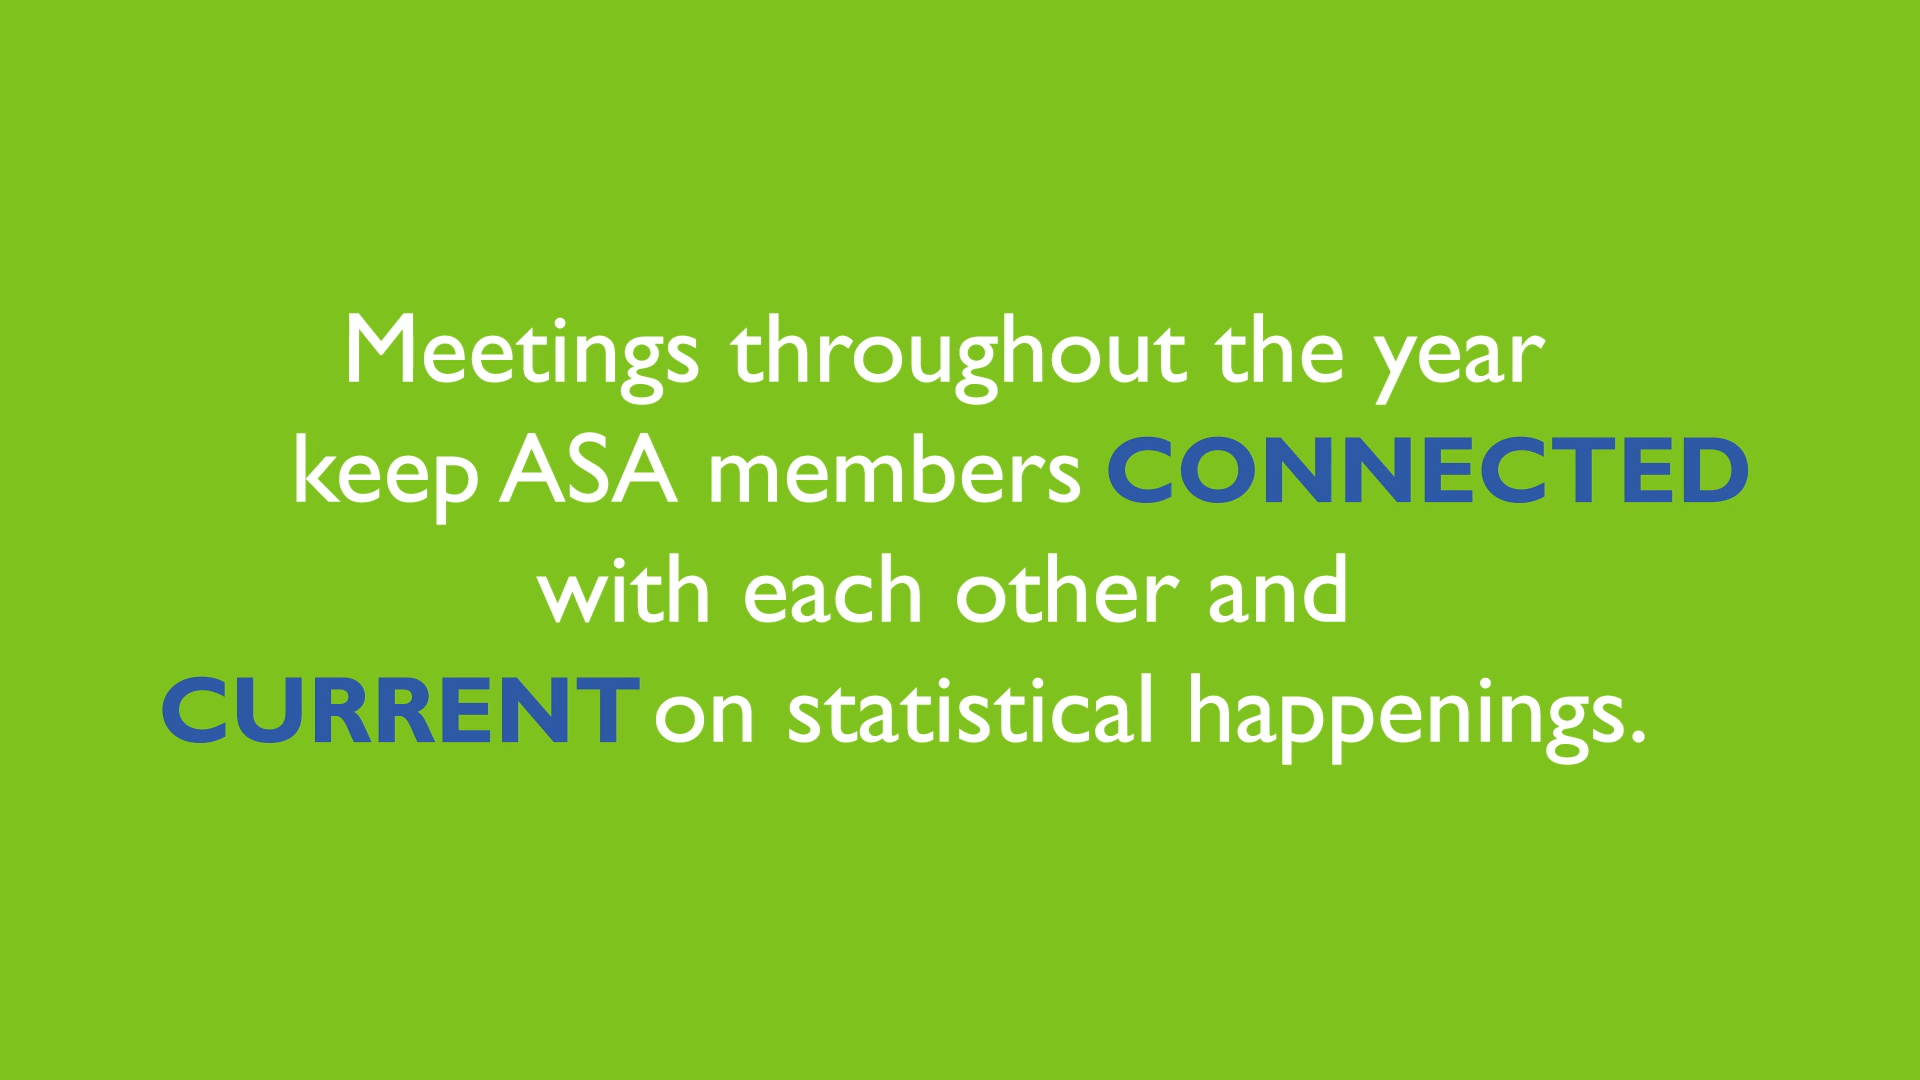 Meetings throughout the year
keep ASA members CONNECTED
with each other and
CURRENT on statistical happenings.